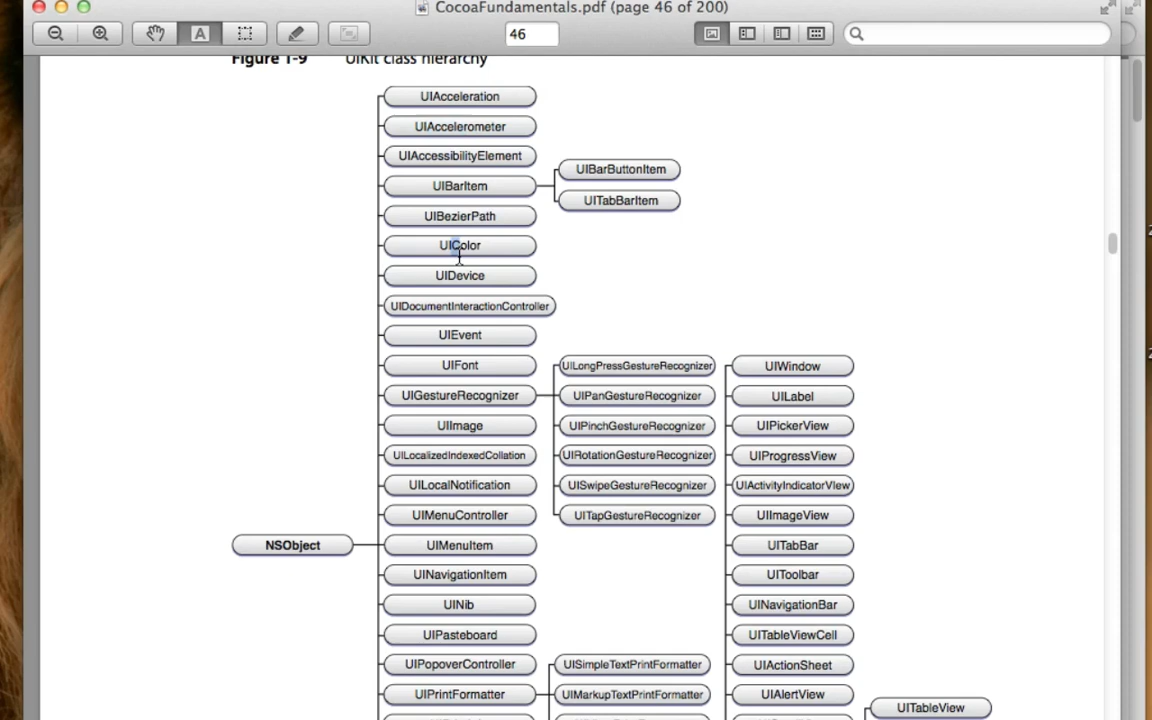 CocoaFundamentals.pdf (page 46 of 200)
A
46
Figure 1-9 UIKit class hierarchy
UIAcceleration
UIAccelerometer
UIAccessibilityElement
UIBarButtonItem
UIBarItem
UITabBarItem
UIBezierPath
UIColor
UIDevice
UIDocumentInteractionController
UIEvent
UIFont UILongPressGestureRecognizer UIWindow
UIGestureRecognizer UIPanGestureRecognizer UILabel
UIImage UIPinchGestureRecognizer UIPickerView
UILocalizedIndexedCollation UIRotationGestureRecognizer UIProgressView
UILocalNotification UISwipeGestureRecognizer UIActivityIndicatorView
UIMenuController UITapGestureRecognizer UIImageView
NSObject UIMenuItem UITabBar
UINavigationItem UIToolbar
UINib UINavigationBar
UIPasteboard UITableViewCell
UIPopoverController UISimpleTextPrintFormatter UIActionSheet
UIPrintFormatter UIMarkupTextPrintFormatter UIAlertView
UITableView